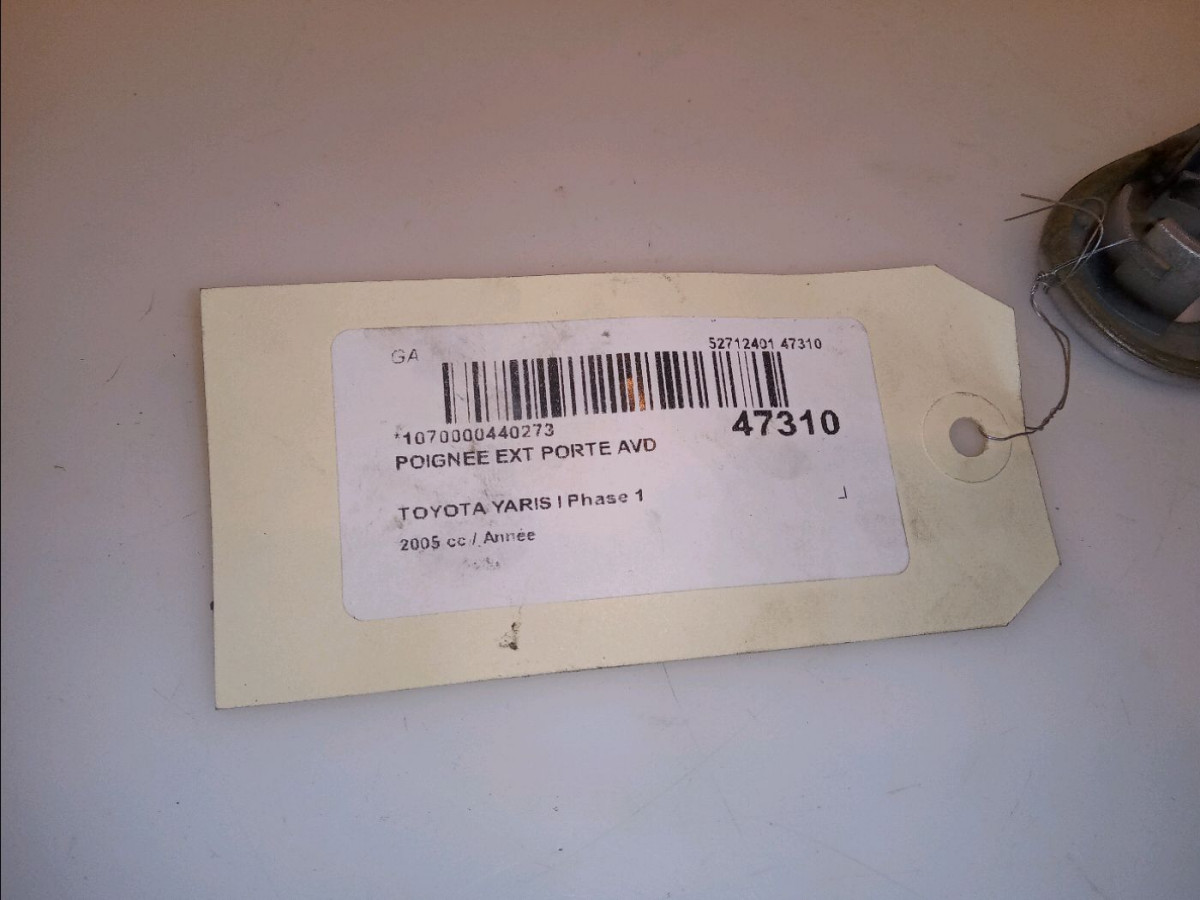 GA
52712401 47310
*1070000440273
47310
POIGNEE EXT PORTE AVD
TOYOTA YARIS I Phase 1
2005 cc / Année